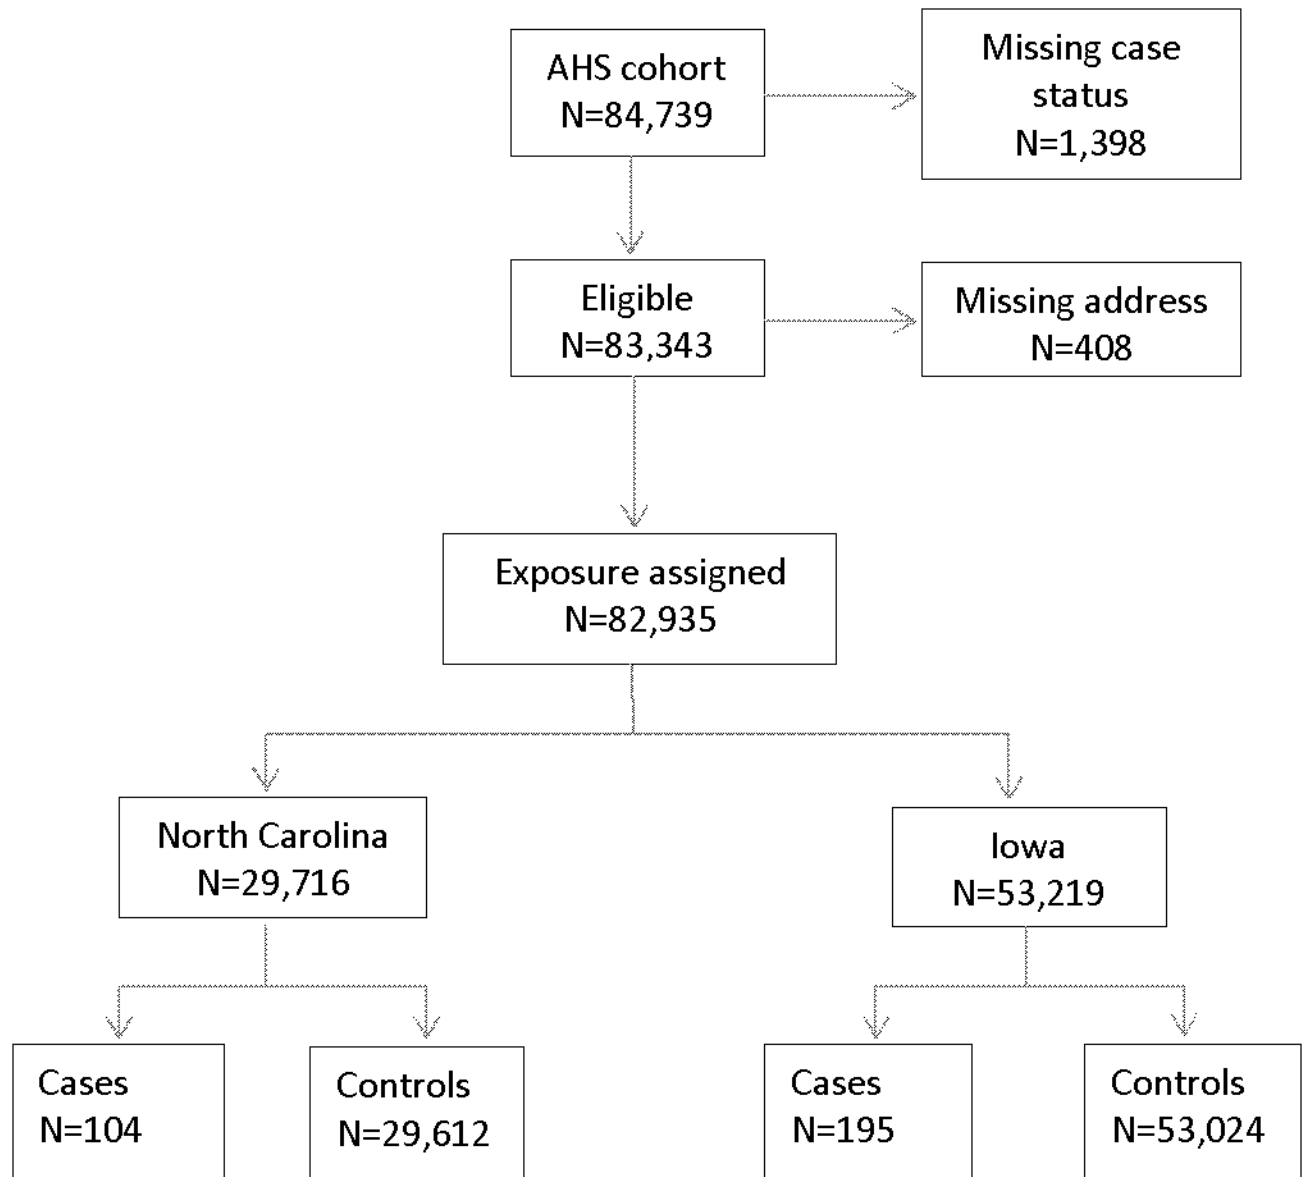 AHS cohort
N=84,739
Missing case
status
N=1,398
Eligible
N=83,343
Missing address
N=408
Exposure assigned
N=82,935
North Carolina
N=29,716
Iowa
N=53,219
Cases
N=104
Controls
N=29,612
Cases
N=195
Controls
N=53,024